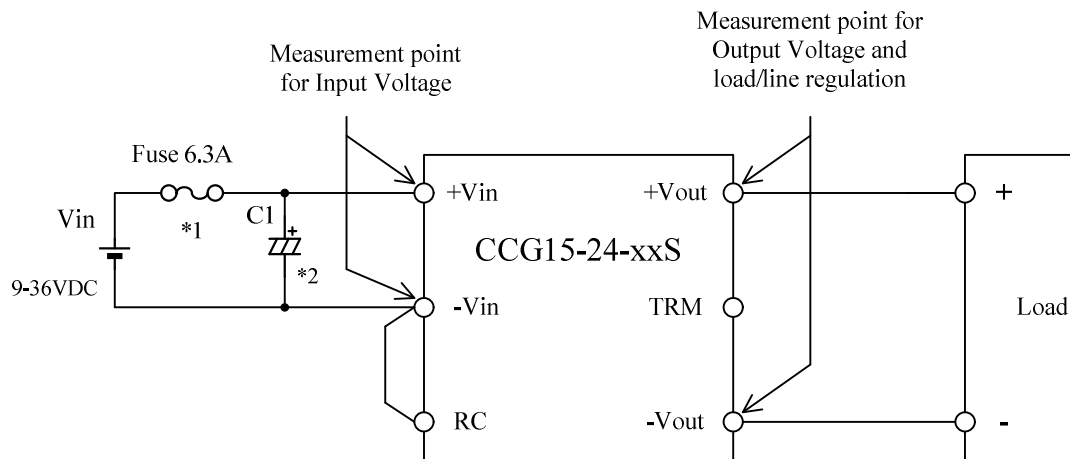 Measurement point for
Output Voltage and
load/line regulation
Measurement point
for Input Voltage
Fuse 6.3A
*1
Vin
9-36VDC
C1
+
*2
+Vin
-Vin
RC
CCG15-24-xxS
+Vout
TRM
-Vout
+
Load
-